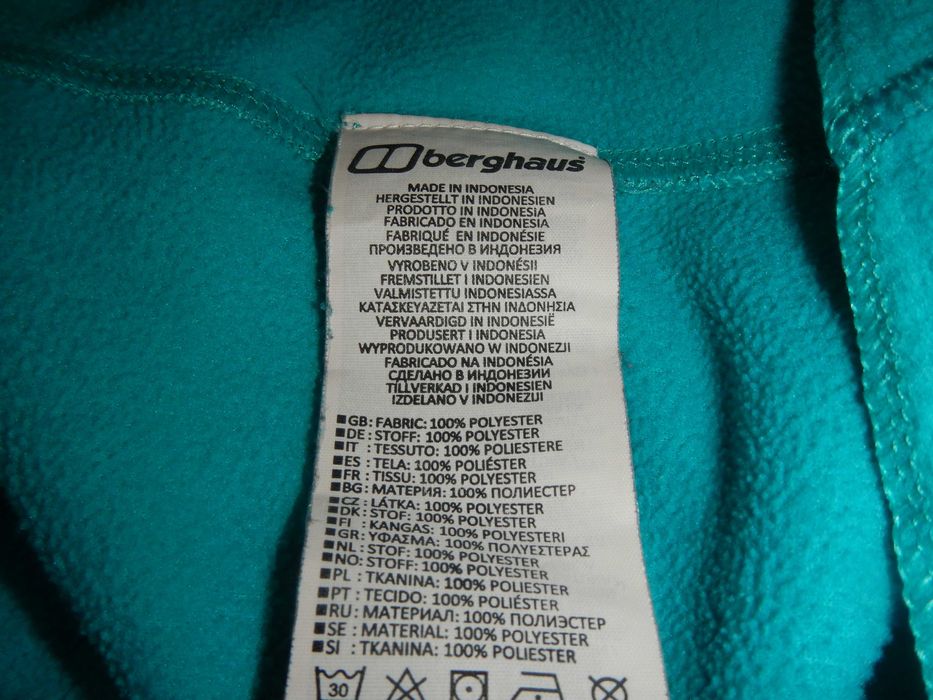 berghaus
MADE IN INDONESIA
HERGESTELLT IN INDONESIEN
PRODOTTO IN INDONESIA
FABRICADO EN INDONESIA
FABRIQUÉ EN INDONÉSIE
ПРОИЗВЕДЕНО В ИНДОНЕЗИЯ
VYROBENO V INDONÉSII
FREMSTILLET I INDONESIEN
VALMISTETTU INDONESIASSA
ΚΑΤΑΣΚΕΥΑΖΕΤΑΙ ΣΤΗΝ ΙΝΔΟΝΗΣΙΑ
VERVAARDIGD IN INDONESIË
PRODUSERT I INDONESIA
WYPRODUKOWANO W INDONEZJI
FABRICADO NA INDONÉSIA
СДЕЛАНО В ИНДОНЕЗИИ
TILLVERKAD I INDONESIEN
IZDELANO V INDONEZIJI
GB: FABRIC: 100% POLYESTER
DE : STOFF: 100% POLYESTER
IT : TESSUTO: 100% POLIESTERE
ES : TELA: 100% POLIÉSTER
FR : TISSU: 100% POLYESTER
BG: МАТЕРИЯ: 100% ПОЛИЕСТЕР
CZ : LÁTKA: 100% POLYESTER
DK : STOF: 100% POLYESTER
FI : KANGAS: 100% POLYESTERI
GR: ΥΦΑΣΜΑ: 100% ΠΟΛΥΕΣΤΕΡΑΣ
NL : STOF: 100% POLYESTER
NO: STOFF: 100% POLYESTER
PL : TKANINA: 100% POLYESTER
PT : TECIDO: 100% POLIÉSTER
RU : МАТЕРИАЛ: 100% ПОЛИЭСТЕР
SE : MATERIAL: 100% POLYESTER
SI : TKANINA: 100% POLIESTER
30